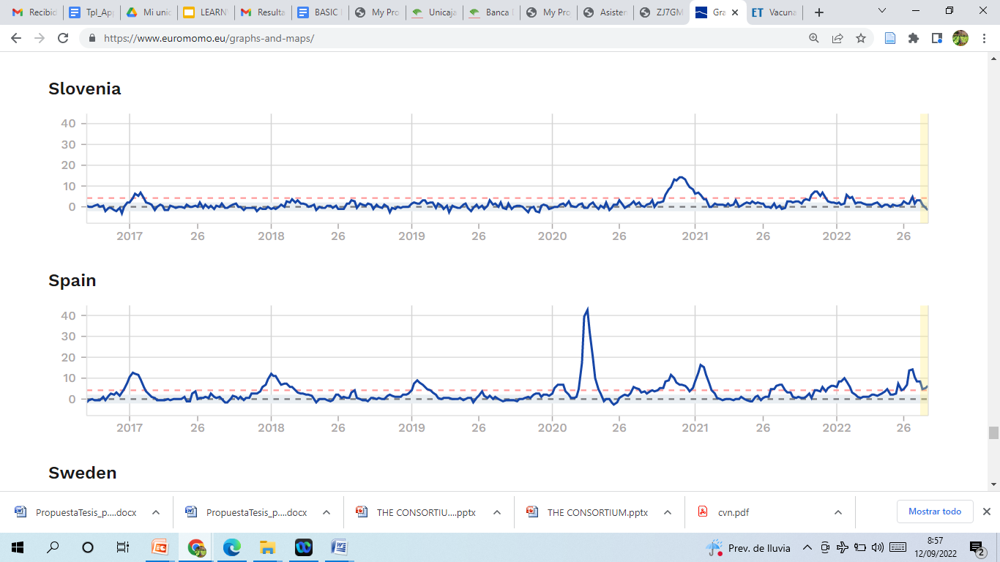 Recibid
Tpl_App
Mi unid
LEARN
Resulta
BASIC
My Pro
Unicaja
Banca
My Pro
Asisten
ZJ7GM
Gra
ET Vacuna
https://www.euromomo.eu/graphs-and-maps/
Slovenia
40
30
20
10
0
2017 26 2018 26 2019 26 2020 26 2021 26 2022 26
Spain
40
30
20
10
0
2017 26 2018 26 2019 26 2020 26 2021 26 2022 26
Sweden
PropuestaTesis_p....docx
PropuestaTesis_p....docx
THE CONSORTIU....pptx
THE CONSORTIUM.pptx
cvn.pdf
Mostrar todo
Prev. de lluvia
8:57
12/09/2022
2